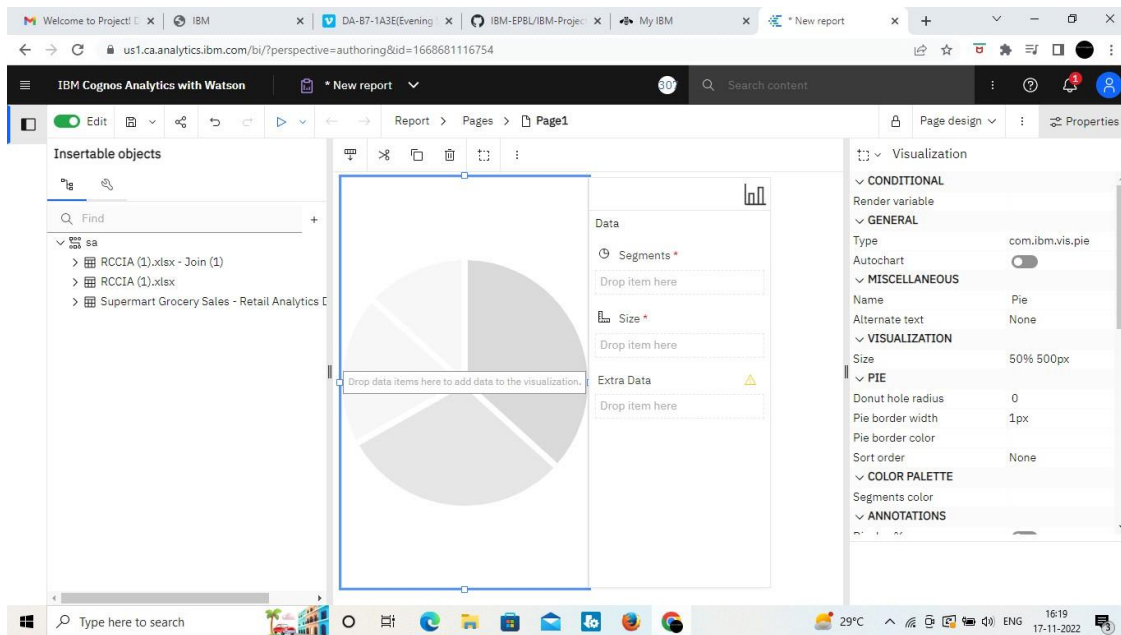 Welcome to Project! D
IBM
DA-B7-1A3E(Evening
IBM-EPBL/IBM-Project
My IBM
* New report
us1.ca.analytics.ibm.com/bi/?perspective=authoring&id=1668681116754
IBM Cognos Analytics with Watson
* New report
30?
Search content
1
Edit
Report > Pages > Page1
Page design
Properties
Insertable objects
Find
sa
RCCIA (1).xlsx - Join (1)
RCCIA (1).xlsx
Supermart Grocery Sales - Retail Analytics D
Drop data items here to add data to the visualization.
Data
Segments *
Drop item here
Size *
Drop item here
Extra Data
Drop item here
Visualization
CONDITIONAL
Render variable
GENERAL
Type com.ibm.vis.pie
Autochart
MISCELLANEOUS
Name Pie
Alternate text None
VISUALIZATION
Size 50% 500px
PIE
Donut hole radius 0
Pie border width 1px
Pie border color
Sort order None
COLOR PALETTE
Segments color
ANNOTATIONS
Type here to search
29°C
ENG
16:19
17-11-2022
3